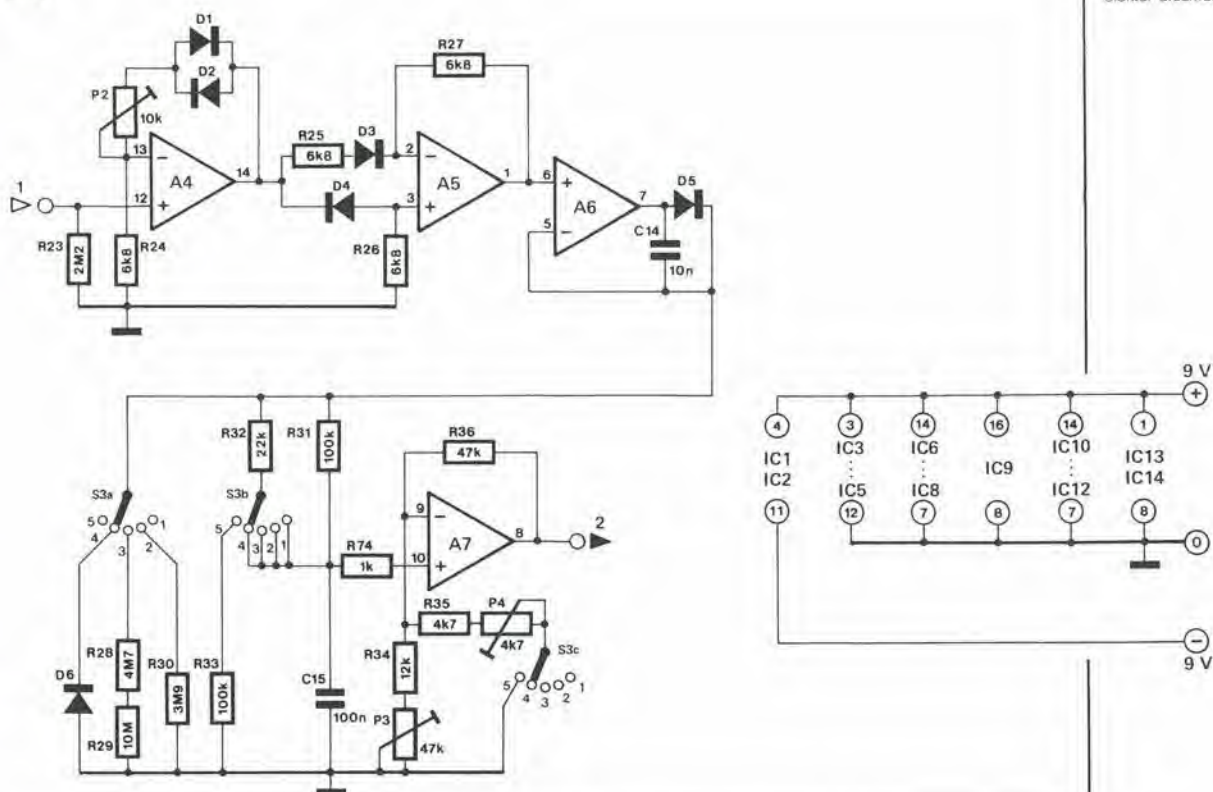 D1
D2
P2
10k
13
A4
14
12
1
R23
2M2
R24
6k8
R25
6k8
D3
D4
R27
6k8
2
A5
1
3
R26
6k8
6
A6
7
5
D5
C14
10n
S3a
5
4
3
2
1
R32
22k
R31
100k
S3b
5
4
3
2
1
R36
47k
9
A7
8
10
2
R74
1k
R35
4k7
P4
4k7
S3c
5
4
3
2
1
R34
12k
P3
47k
C15
100n
D6
R28
4M7
R29
10M
R30
3M9
R33
100k
9 V
+
4
3
14
16
14
1
IC1
IC2
IC3
IC5
IC6
IC8
IC9
IC10
IC12
IC13
IC14
11
12
7
8
7
8
0
−
9 V